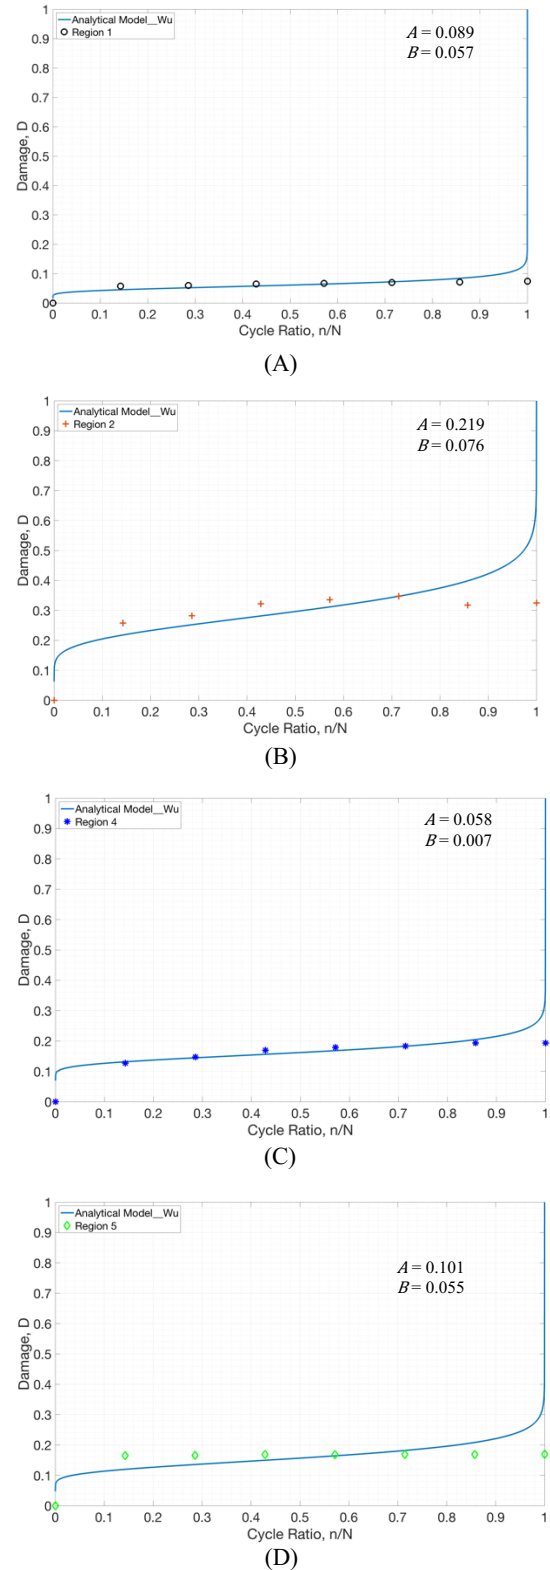 Analytical Model__Wu
Region 1
A = 0.089
B = 0.057
1
0.9
0.8
0.7
0.6
0.5
0.4
0.3
0.2
0.1
0
Damage, D
0 0.1 0.2 0.3 0.4 0.5 0.6 0.7 0.8 0.9 1
Cycle Ratio, n/N
(A)
Analytical Model__Wu
Region 2
A = 0.219
B = 0.076
1
0.9
0.8
0.7
0.6
0.5
0.4
0.3
0.2
0.1
0
Damage, D
0 0.1 0.2 0.3 0.4 0.5 0.6 0.7 0.8 0.9 1
Cycle Ratio, n/N
(B)
Analytical Model__Wu
Region 4
A = 0.058
B = 0.007
1
0.9
0.8
0.7
0.6
0.5
0.4
0.3
0.2
0.1
0
Damage, D
0 0.1 0.2 0.3 0.4 0.5 0.6 0.7 0.8 0.9 1
Cycle Ratio, n/N
(C)
Analytical Model__Wu
Region 5
A = 0.101
B = 0.055
1
0.9
0.8
0.7
0.6
0.5
0.4
0.3
0.2
0.1
0
Damage, D
0 0.1 0.2 0.3 0.4 0.5 0.6 0.7 0.8 0.9 1
Cycle Ratio, n/N
(D)